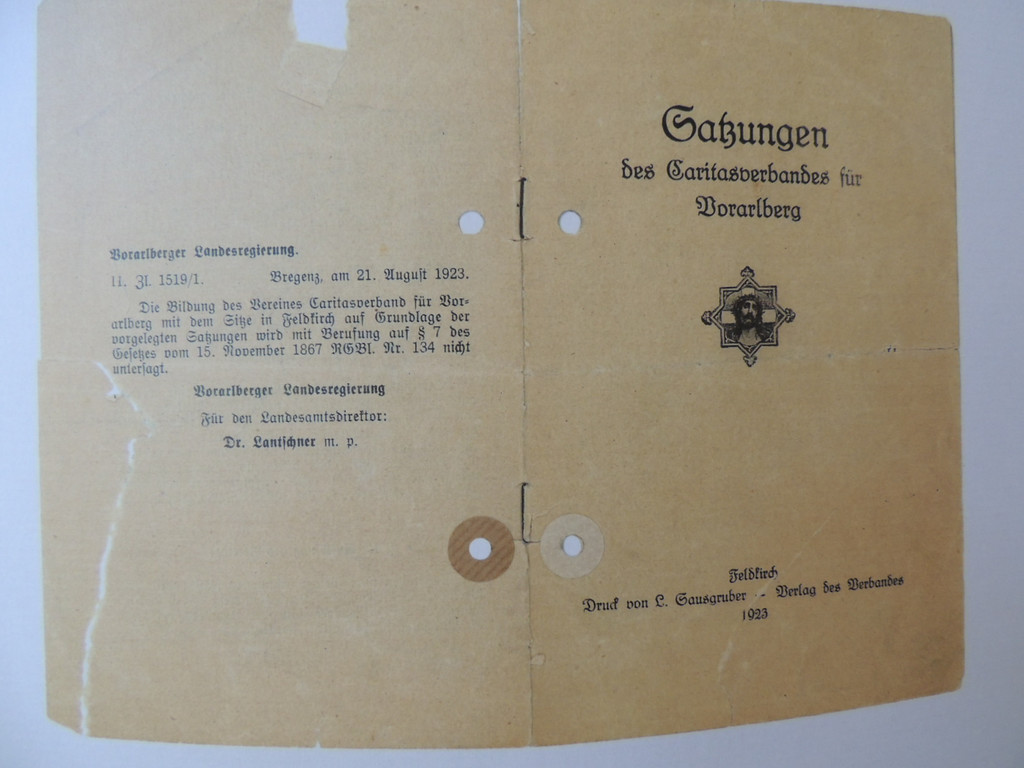 Vorarlberger Landesregierung.
II. Zl. 1519/1. Bregenz, am 21. August 1923.
Die Bildung des Vereines Caritasverband für Vor-
arlberg mit dem Sitze in Feldkirch auf Grundlage der
vorgelegten Satzungen wird mit Berufung auf § 7 des
Gesetzes vom 15. November 1867 RGBl. Nr. 134 nicht
untersagt.
Vorarlberger Landesregierung
Für den Landesamtsdirektor:
Dr. Lantschner m. p.
Satzungen
des Caritasverbandes für
Vorarlberg
Feldkirch
Druck von L. Sausgruber -- Verlag des Verbandes
1923